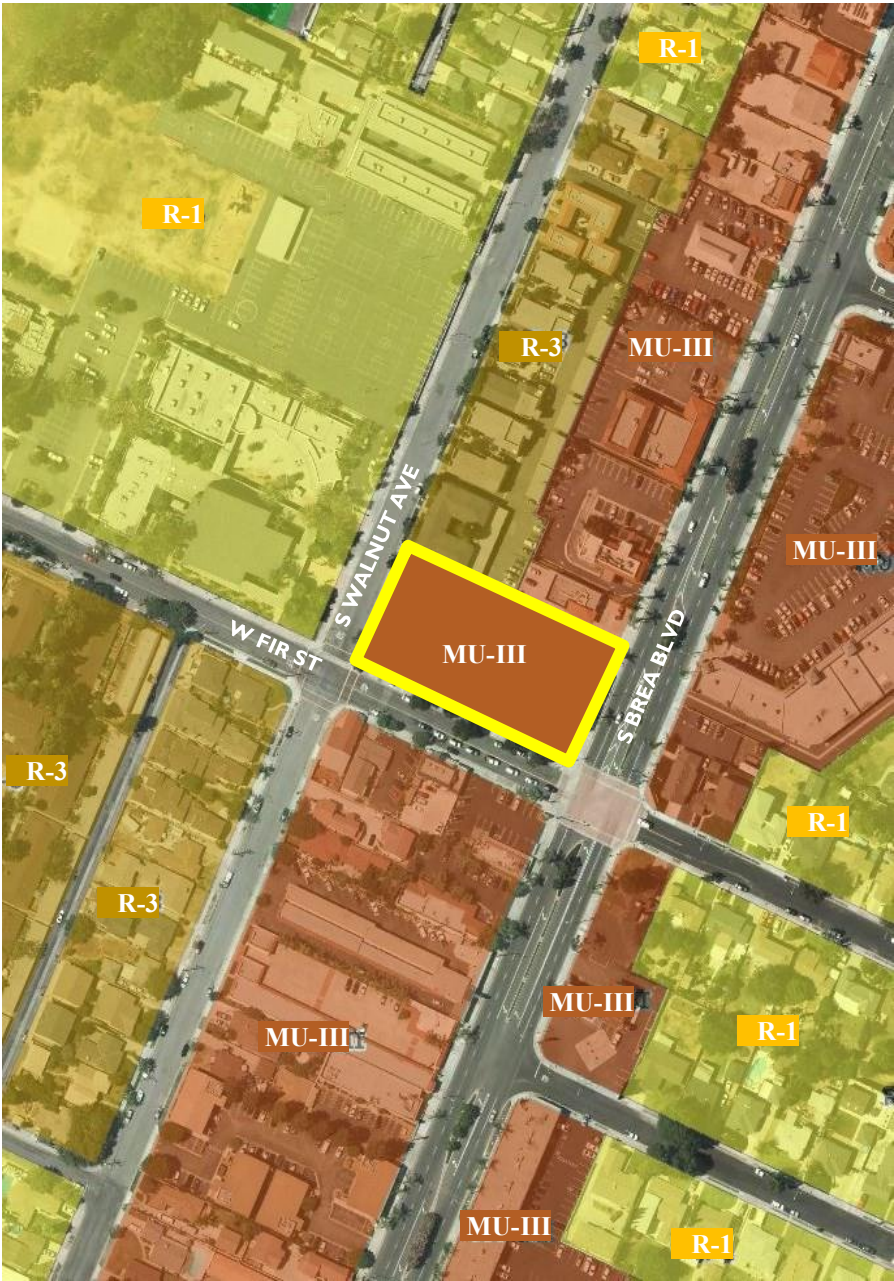 R-1
R-1
R-3
MU-III
S WALNUT AVE
MU-III
W FIR ST
MU-III
S BREA BLVD
R-3
R-1
R-3
MU-III
MU-III
R-1
MU-III
R-1